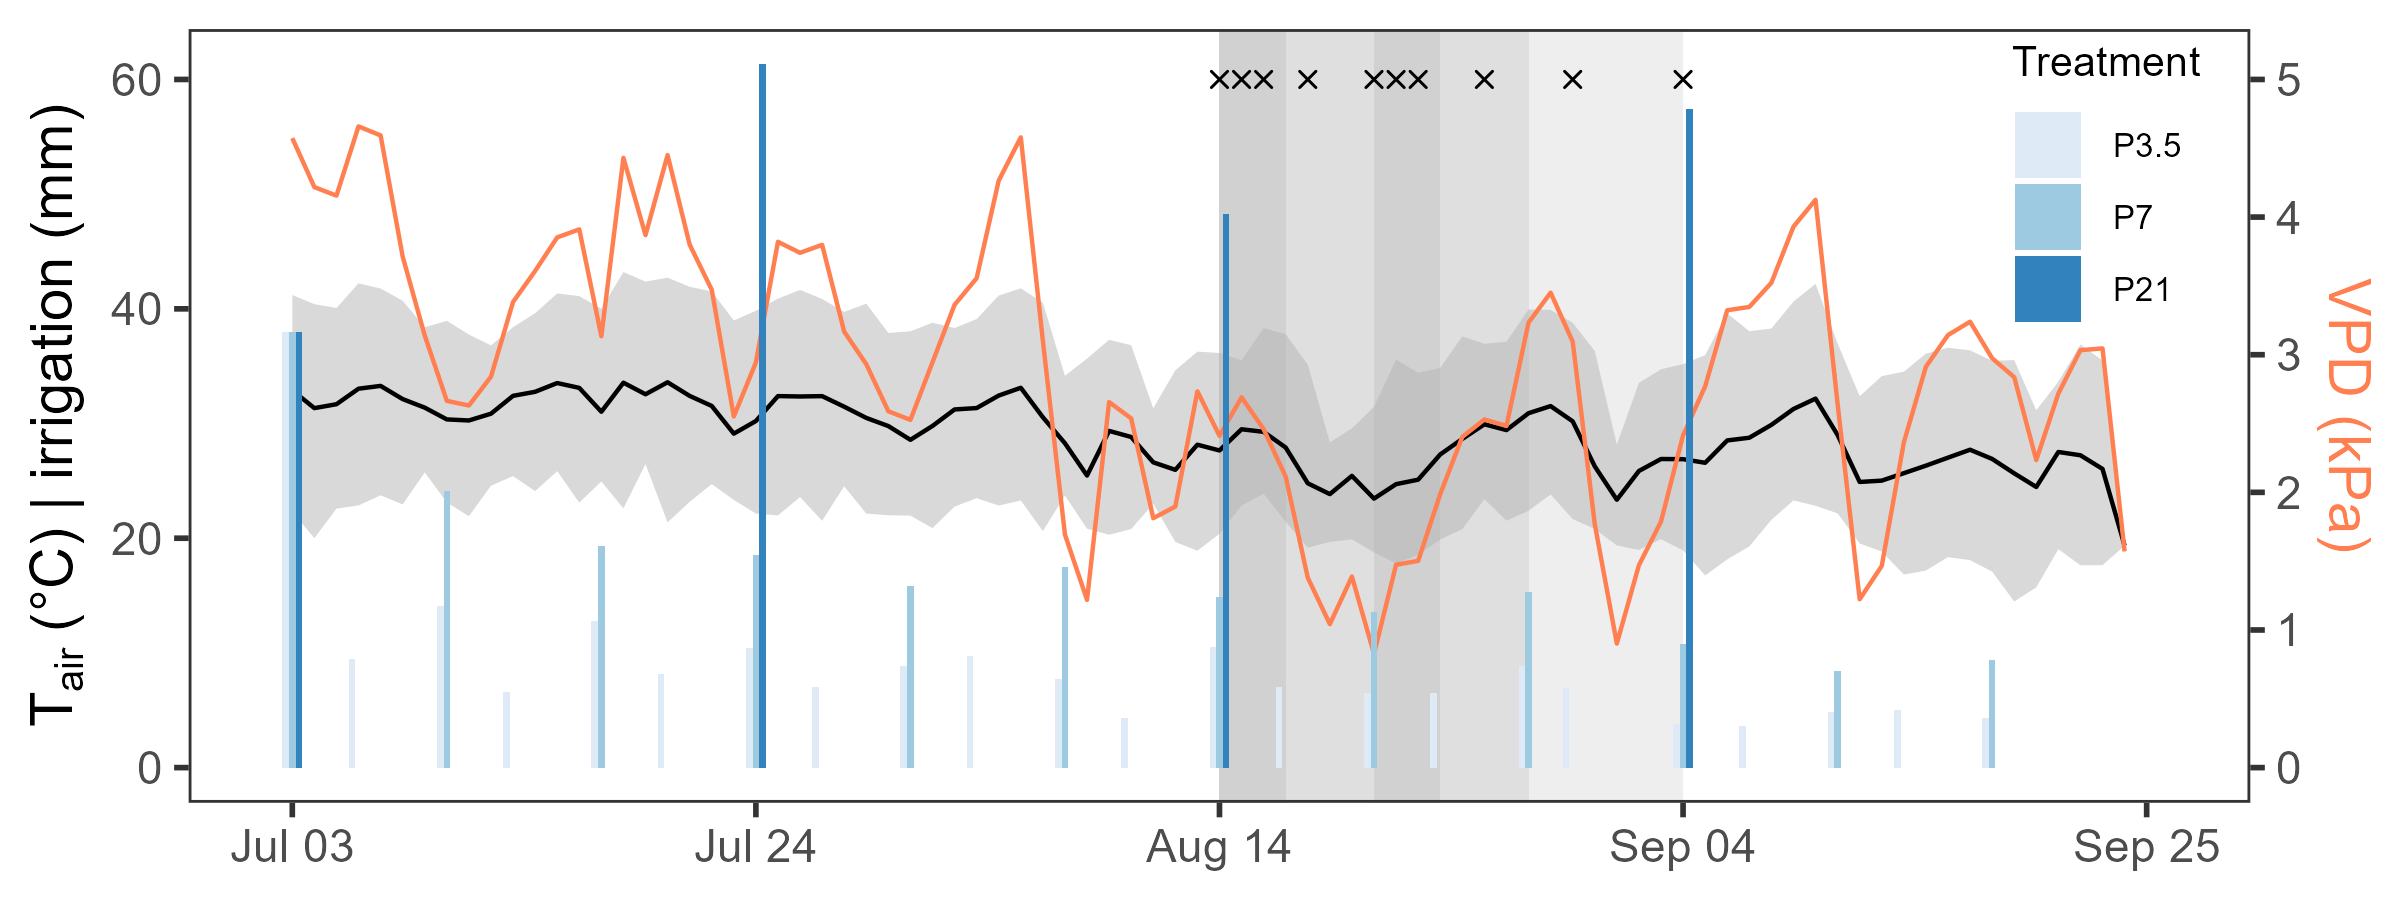 Treatment
P3.5
P7
P21
60
40
20
0
5
4
3
2
1
0
Tair (°C) | irrigation (mm)
VPD (kPa)
Jul 03
Jul 24
Aug 14
Sep 04
Sep 25